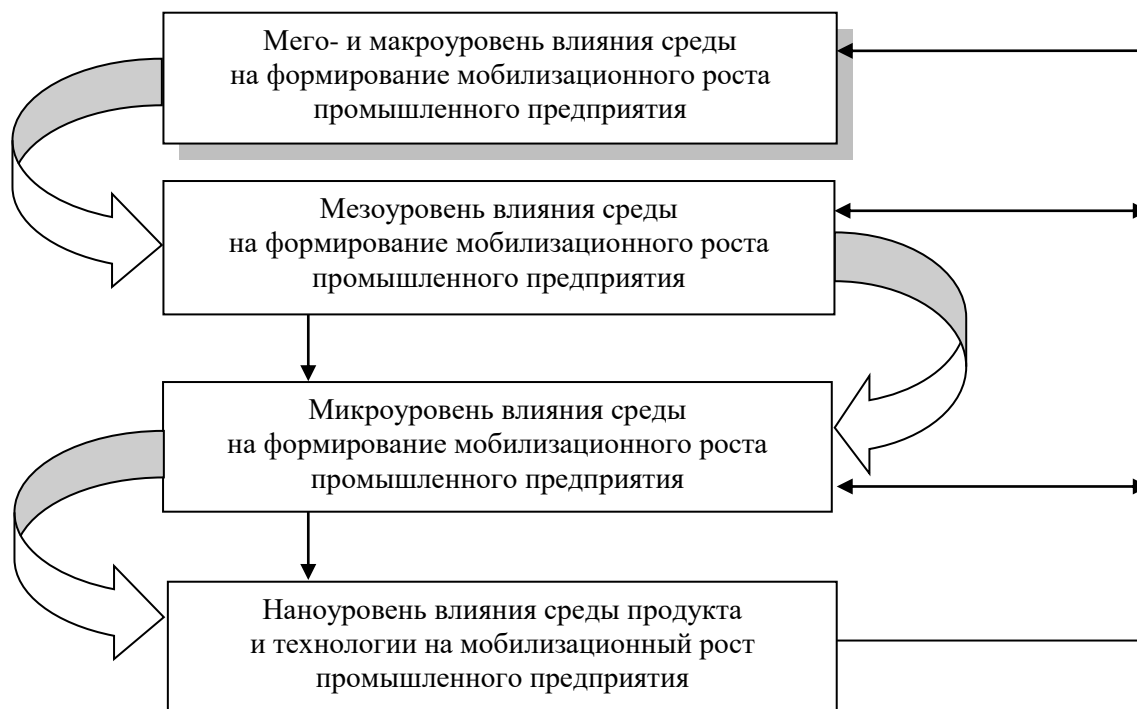 Мего- и макроуровень влияния среды
на формирование мобилизационного роста
промышленного предприятия
Мезоуровень влияния среды
на формирование мобилизационного роста
промышленного предприятия
Микроуровень влияния среды
на формирование мобилизационного роста
промышленного предприятия
Наноуровень влияния среды продукта
и технологии на мобилизационный рост
промышленного предприятия